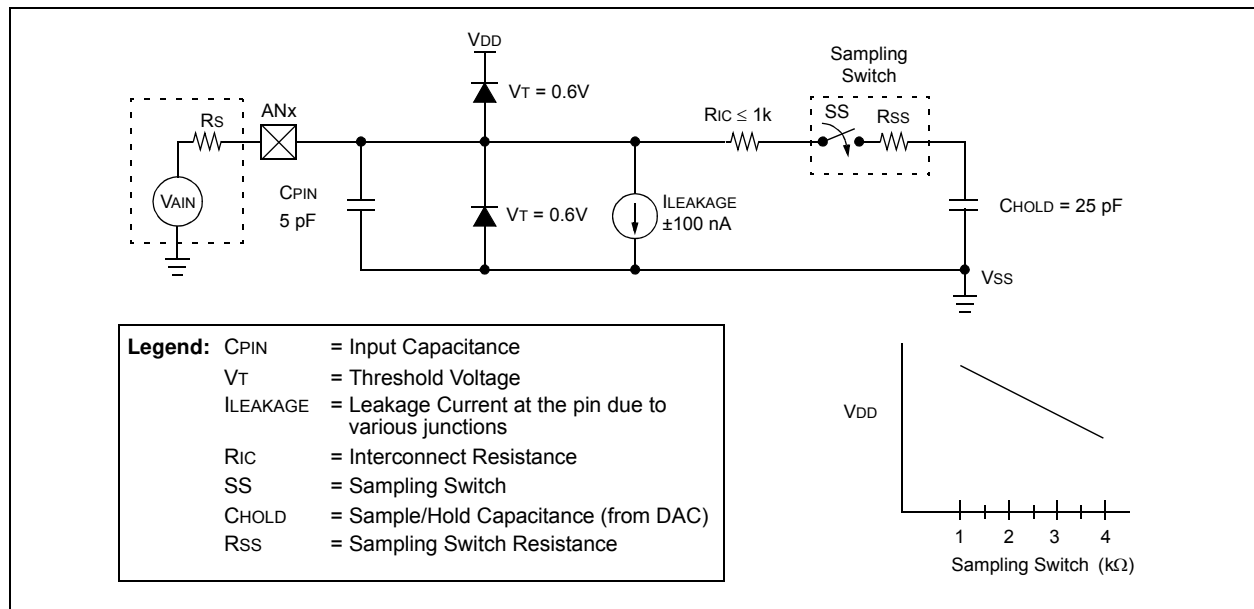 VDD
Sampling
Switch
VT = 0.6V
ANx
RIC ≤ 1k
SS
RSS
RS
CPIN
5 pF
VAIN
VT = 0.6V
ILEAKAGE
±100 nA
CHOLD = 25 pF
VSS
Legend: CPIN = Input Capacitance
VT = Threshold Voltage
ILEAKAGE = Leakage Current at the pin due to
various junctions
RIC = Interconnect Resistance
SS = Sampling Switch
CHOLD = Sample/Hold Capacitance (from DAC)
RSS = Sampling Switch Resistance
VDD
1 2 3 4
Sampling Switch (kΩ)